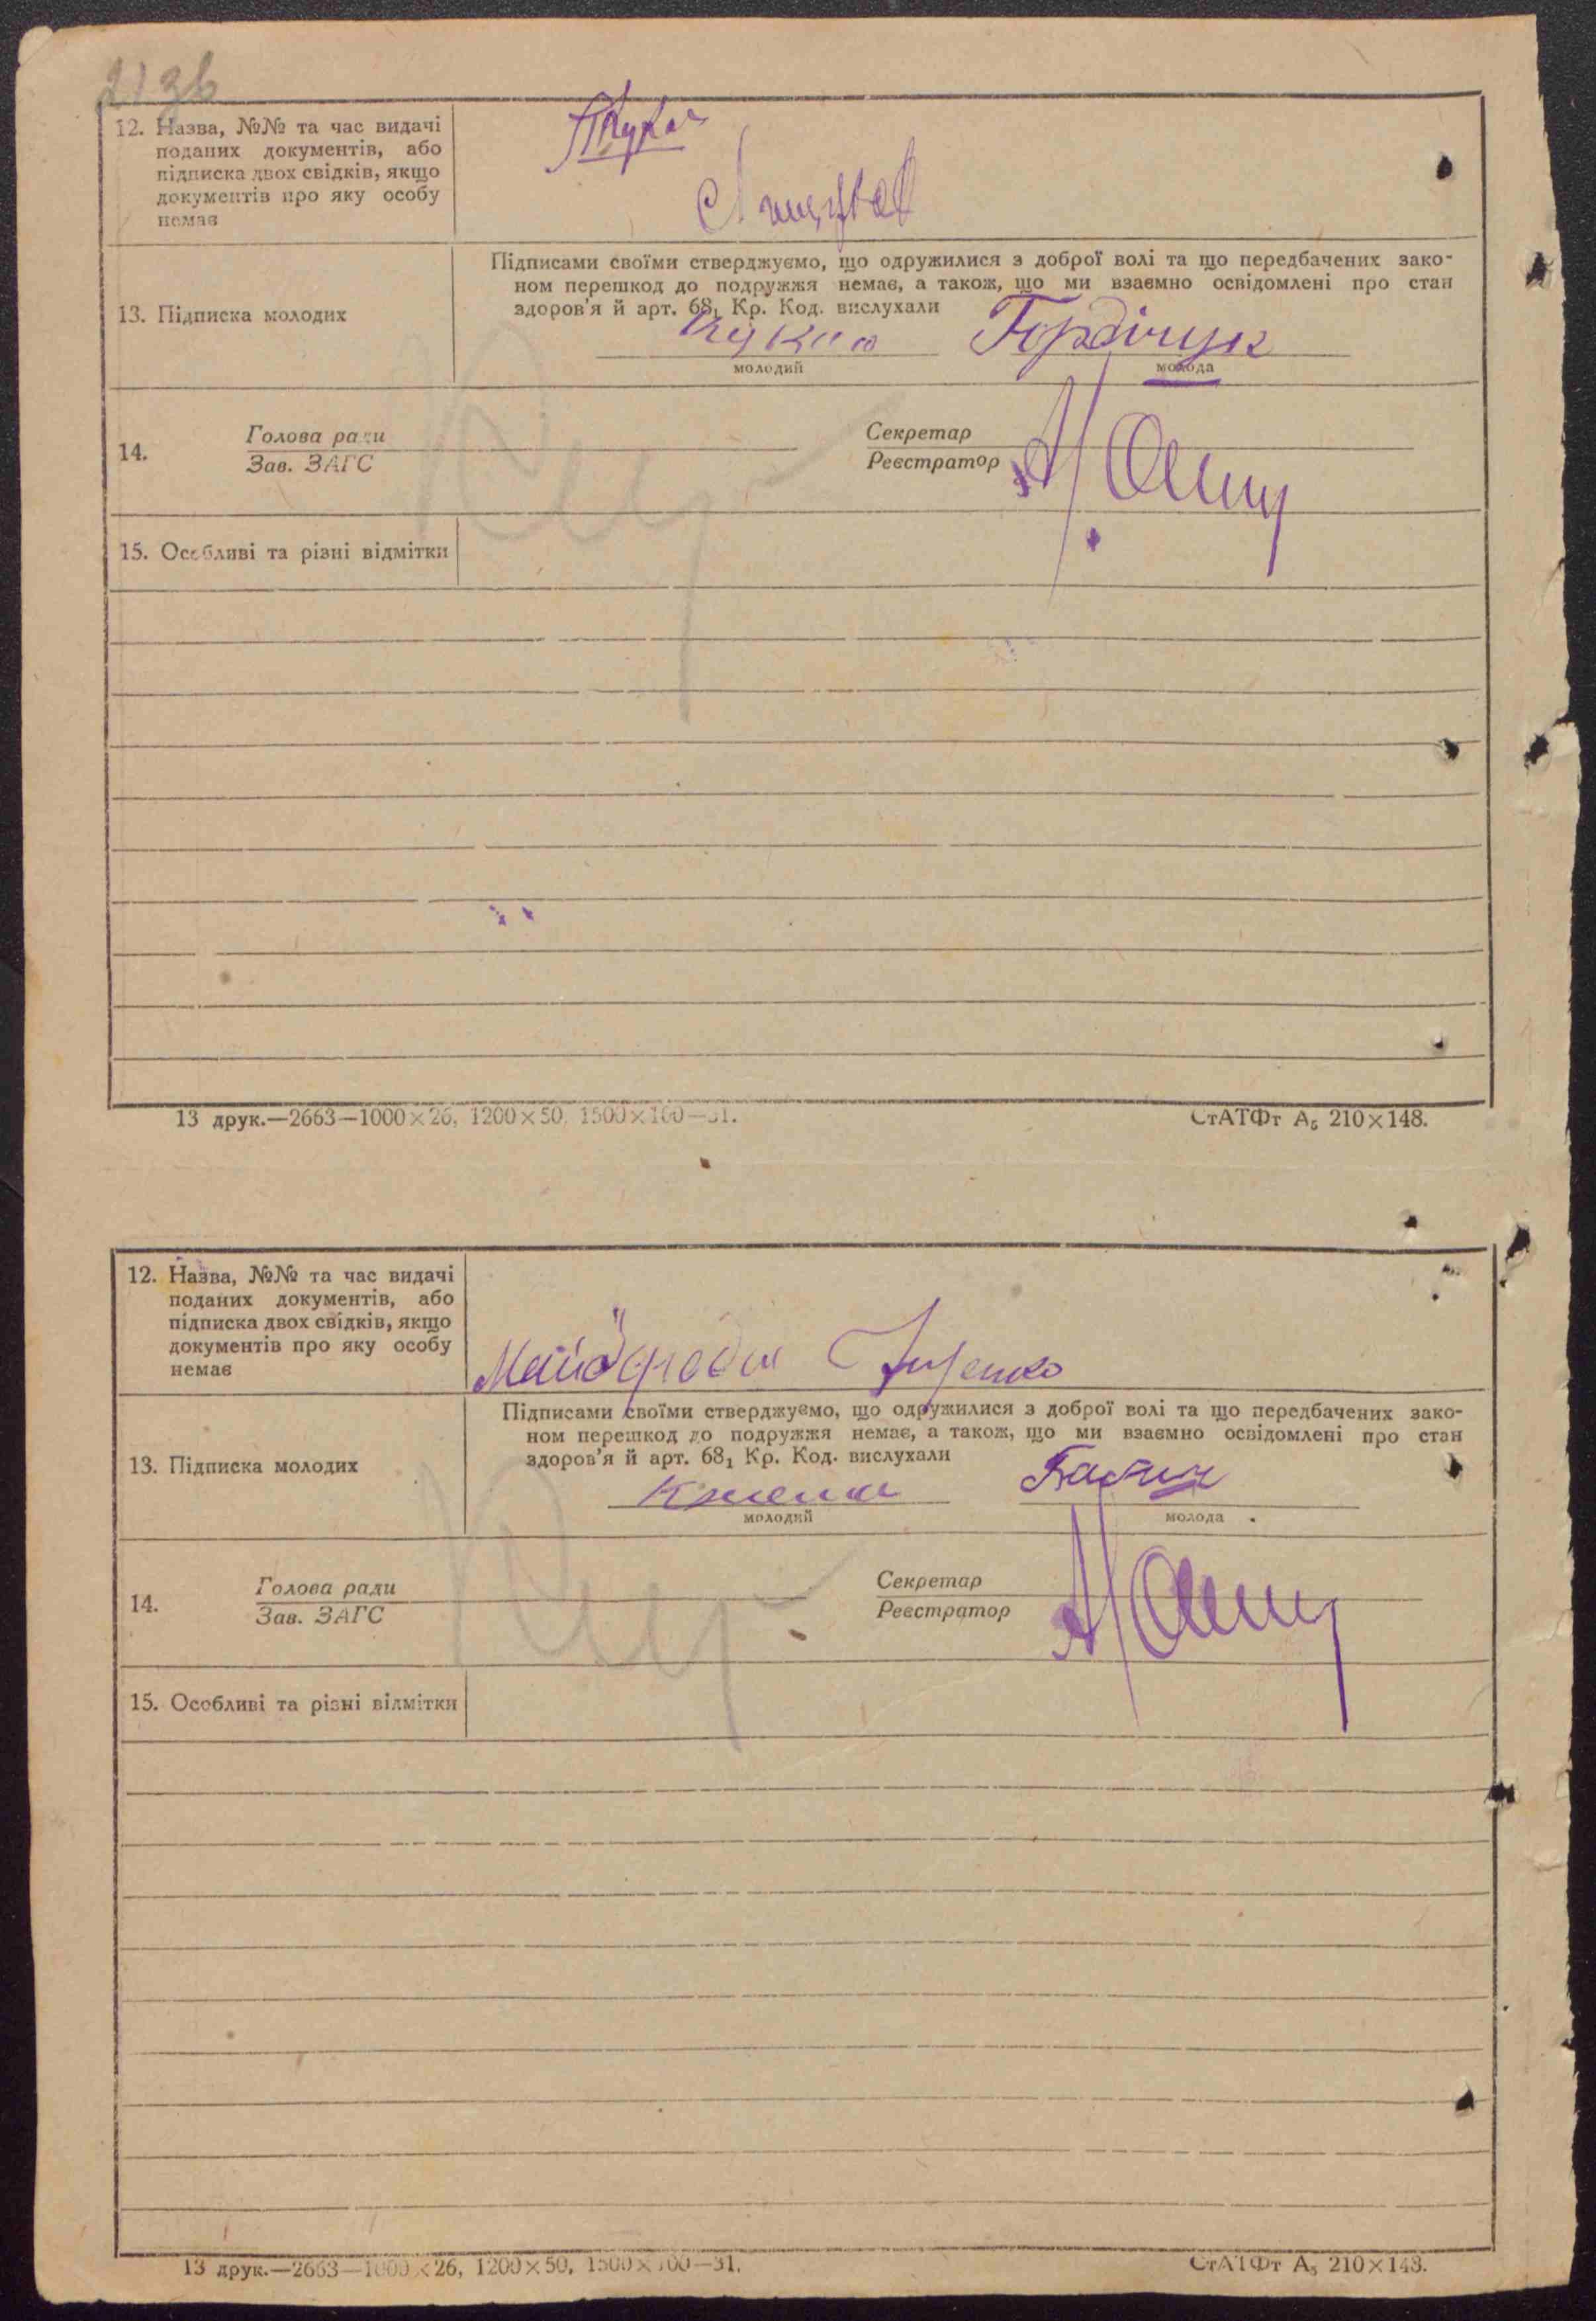 21 зв
12. Назва, №№ та час видачі
поданих документів, або
підписка двох свідків, якщо
документів про яку особу
немає
Підписами своїми стверджуємо, що одружилися з доброї волі та що передбачених зако-
ном перешкод до подружжя немає, а також, що ми взаємно освідомлені про стан
здоров'я й арт. 68₁ Кр. Код. вислухали
13. Підписка молодих
Гордічук
молодий молода
14. Голова ради Секретар
Зав. ЗАГС Реєстратор
15. Особливі та різні відмітки
13 друк.—2663—1000×26, 1200×50, 1500×100—31. СтАТФт А₅ 210×148.
12. Назва, №№ та час видачі
поданих документів, або
підписка двох свідків, якщо
документів про яку особу
немає
Підписами своїми стверджуємо, що одружилися з доброї волі та що передбачених зако-
ном перешкод до подружжя немає, а також, що ми взаємно освідомлені про стан
здоров'я й арт. 68₁ Кр. Код. вислухали
13. Підписка молодих
молодий молода
14. Голова ради Секретар
Зав. ЗАГС Реєстратор
15. Особливі та різні відмітки
13 друк.—2663—1000×26, 1200×50, 1500×100—31. СтАТФт А₅ 210×148.